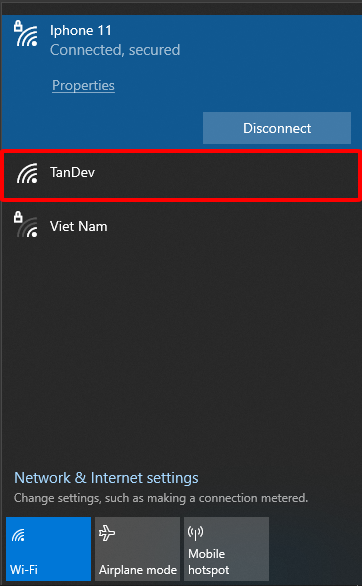 Iphone 11
Connected, secured
Properties
Disconnect
TanDev
Viet Nam
Network & Internet settings
Change settings, such as making a connection metered.
Wi-Fi
Airplane mode
Mobile
hotspot